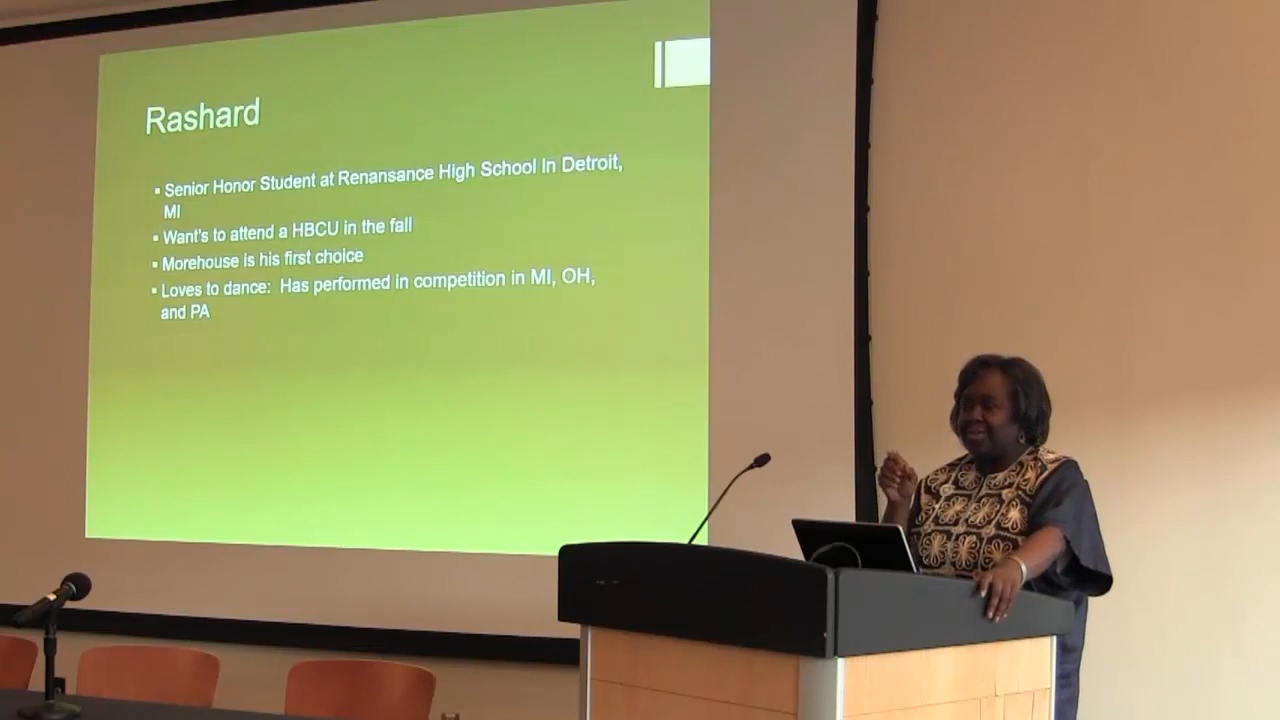 Rashard
▪ Senior Honor Student at Renansance High School In Detroit,
MI
▪ Want's to attend a HBCU in the fall
▪ Morehouse is his first choice
▪ Loves to dance:  Has performed in competition in MI, OH,
and PA